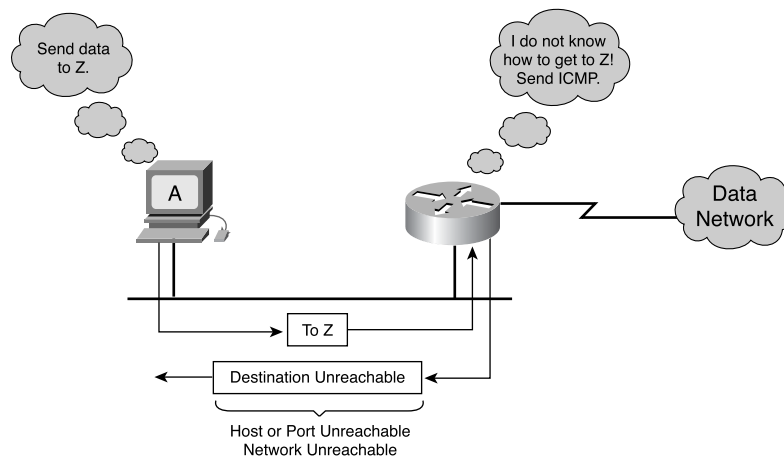 Send data
to Z.
I do not know
how to get to Z!
Send ICMP.
A
Data
Network
To Z
Destination Unreachable
Host or Port Unreachable
Network Unreachable